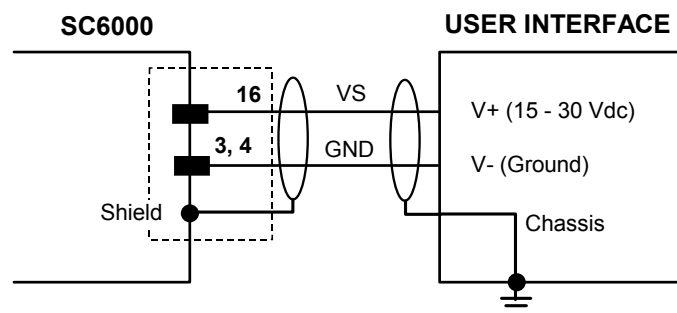 SC6000
USER INTERFACE
16
VS
V+ (15 - 30 Vdc)
3, 4
GND
V- (Ground)
Shield
Chassis